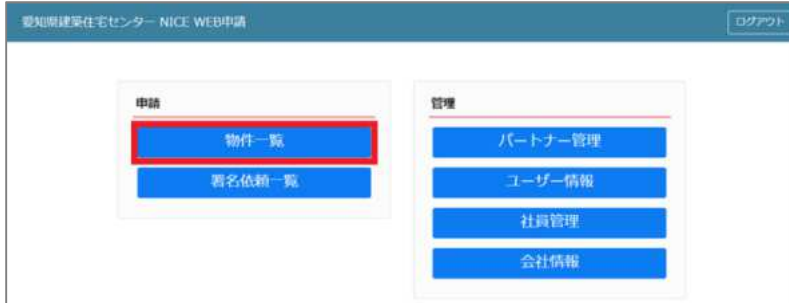 愛知県建築住宅センター NICE WEB申請
ログアウト
申請
物件一覧
署名依頼一覧
管理
パートナー管理
ユーザー情報
社員管理
会社情報